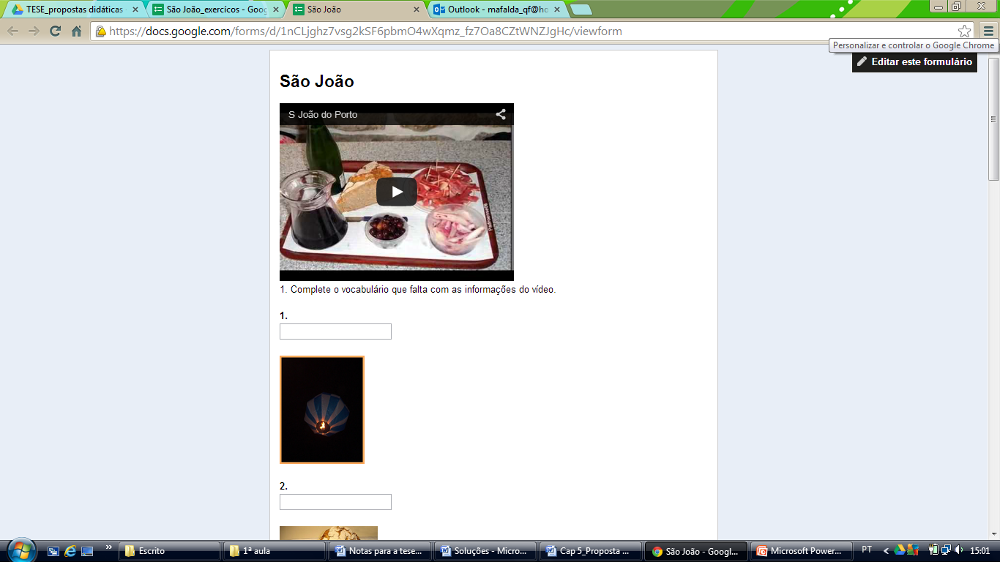 TESE_propostas didáticas
São João_exercícos - Goog
São João
Outlook - mafalda_qf@ho
https://docs.google.com/forms/d/1nCLjghz7vsg2kSF6pbmO4wXqmz_fz7Oa8CZtWNZJgHc/viewform
Personalizar e controlar o Google Chrome
Editar este formulário
São João
S João do Porto
1. Complete o vocabulário que falta com as informações do vídeo.
1.
2.
Escrito
1ª aula
Notas para a tese...
Soluções - Micro...
Cap 5_Proposta ...
São João - Googl...
Microsoft Power...
PT
15:01